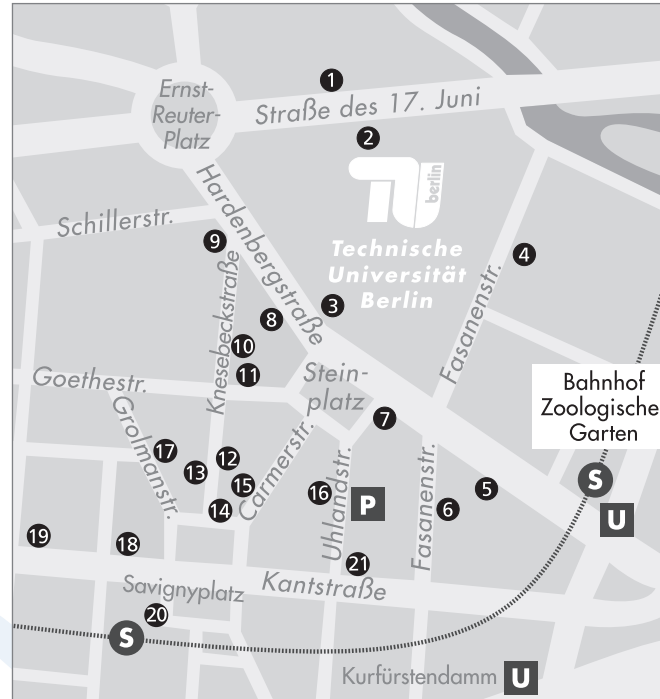 1
Ernst-
Reuter-
Platz
Straße des 17. Juni
2
berlin
Hardenbergstraße
Schillerstr.
9
Technische
Universität
Berlin
4
Fasanenstr.
3
8
Knesebeckstraße
10
11
Goethestr.
Stein-
platz
Bahnhof
Zoologischer
Garten
7
Grolmanstr.
Carmerstr.
17
12
13
15
14
16
Uhlandstr.
P
Fasanenstr.
5
6
S
U
19
18
21
Savignyplatz
Kantstraße
20
S
Kurfürstendamm U